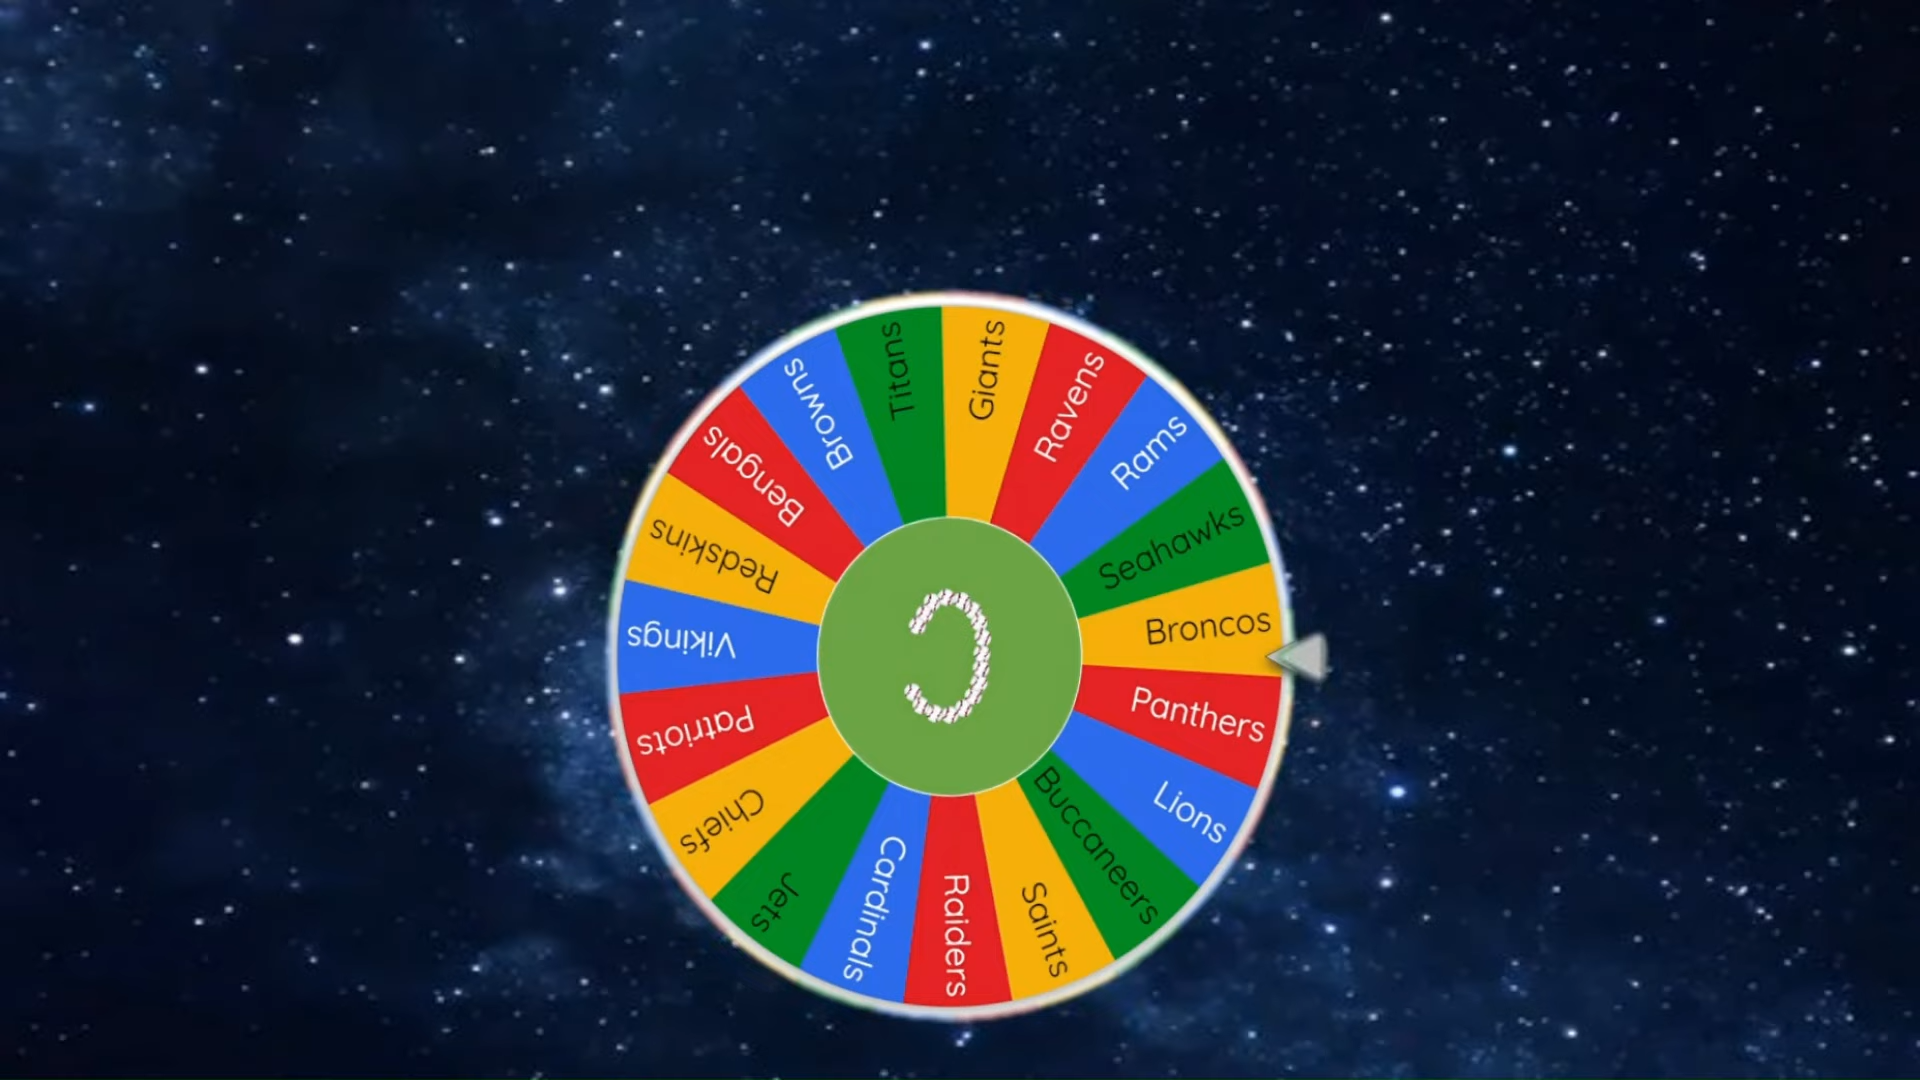 Giants
Ravens
Rams
Seahawks
Broncos
Panthers
Lions
Buccaneers
Saints
Raiders
Cardinals
Jets
Chiefs
Patriots
Vikings
Redskins
Bengals
Browns
Titans
C